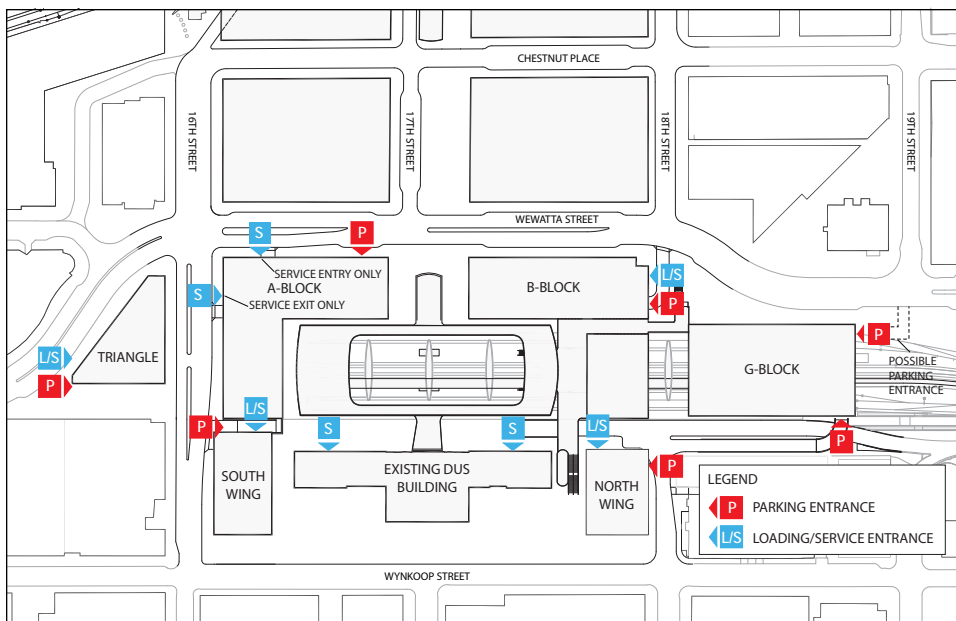 CHESTNUT PLACE
16TH STREET
17TH STREET
18TH STREET
19TH STREET
WEWATTA STREET
S
P
SERVICE ENTRY ONLY
A-BLOCK
S
SERVICE EXIT ONLY
B-BLOCK
L/S
P
TRIANGLE
L/S
P
G-BLOCK
P
POSSIBLE
PARKING
ENTRANCE
P
L/S
S
S
L/S
P
SOUTH
WING
EXISTING DUS
BUILDING
NORTH
WING
P
LEGEND
P PARKING ENTRANCE
L/S LOADING/SERVICE ENTRANCE
WYNKOOP STREET